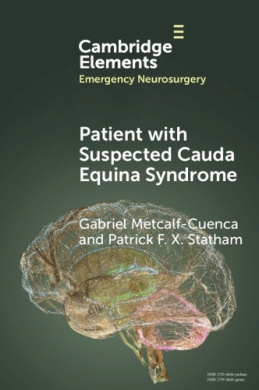 Cambridge
Elements
Emergency Neurosurgery
Patient with
Suspected Cauda
Equina Syndrome
Gabriel Metcalf-Cuenca
and Patrick F. X. Statham